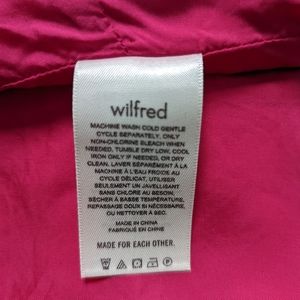 wilfred
MACHINE WASH COLD GENTLE
CYCLE SEPARATELY, ONLY
NON-CHLORINE BLEACH WHEN
NEEDED, TUMBLE DRY LOW, COOL
IRON IF NEEDED, OR DRY
CLEAN. LAVER SÉPARÉMENT À LA
MACHINE À L'EAU FROIDE AU
CYCLE DÉLICAT, UTILISER
SEULEMENT UN JAVELLISANT
SANS CHLORE AU BESOIN,
SÉCHER À BASSE TEMPÉRATURE,
REPASSAGE DOUX SI NÉCESSAIRE,
OU NETTOYER À SEC.
MADE IN CHINA
FABRIQUÉ EN CHINE
MADE FOR EACH OTHER.